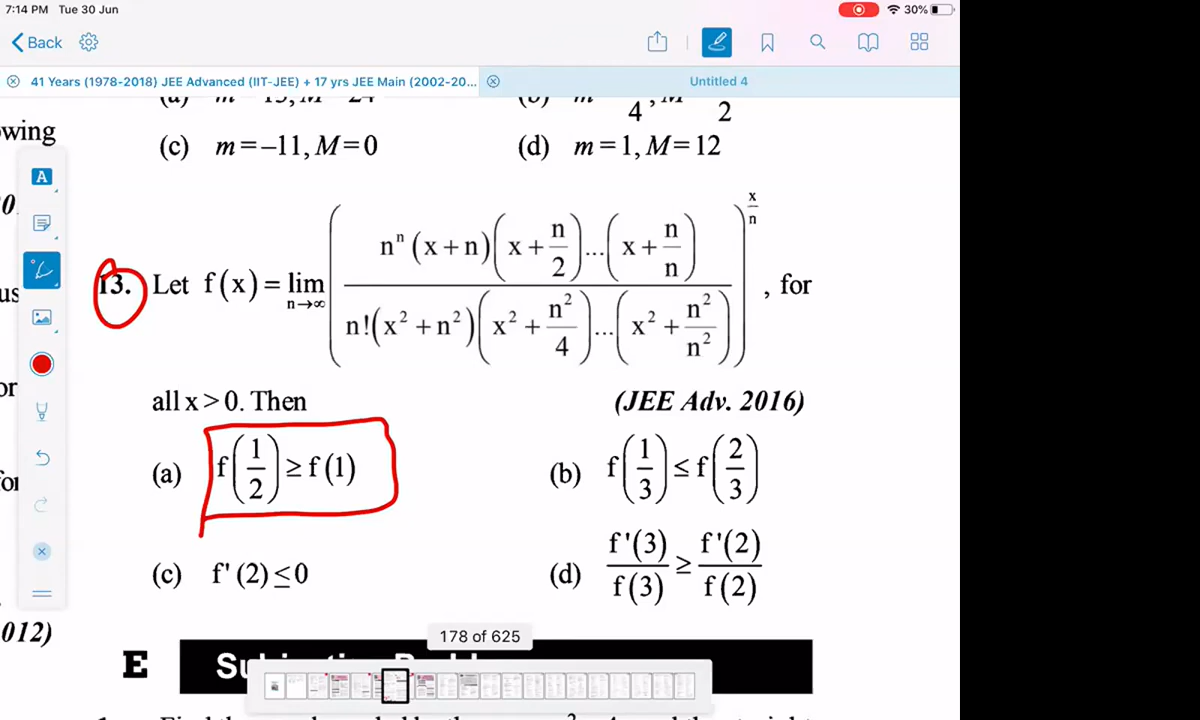 7:14 PM Tue 30 Jun
30%
Back
41 Years (1978-2018) JEE Advanced (IIT-JEE) + 17 yrs JEE Main (2002-20...
Untitled 4
owing
(c) m=–11, M=0 (d) m=1, M=12
13. Let f(x) = lim n→∞ ( n^n (x+n)(x+n/2)...(x+n/n) / n!(x²+n²)(x²+n²/4)...(x²+n²/n²) )^(x/n), for
all x > 0. Then (JEE Adv. 2016)
(a) f(1/2) ≥ f(1) (b) f(1/3) ≤ f(2/3)
(c) f'(2) ≤ 0 (d) f'(3)/f(3) ≥ f'(2)/f(2)
012)
178 of 625
E